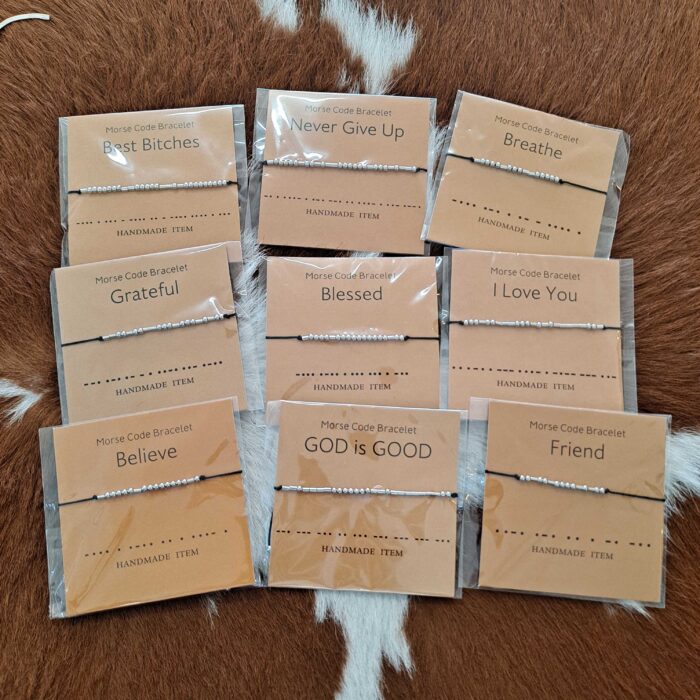 Morse Code Bracelet
Best Bitches
HANDMADE ITEM
Morse Code Bracelet
Never Give Up
HANDMADE ITEM
Morse Code Bracelet
Breathe
HANDMADE ITEM
Morse Code Bracelet
Grateful
HANDMADE ITEM
Morse Code Bracelet
Blessed
HANDMADE ITEM
Morse Code Bracelet
I Love You
HANDMADE ITEM
Morse Code Bracelet
Believe
HANDMADE ITEM
Morse Code Bracelet
GOD is GOOD
HANDMADE ITEM
Morse Code Bracelet
Friend
HANDMADE ITEM